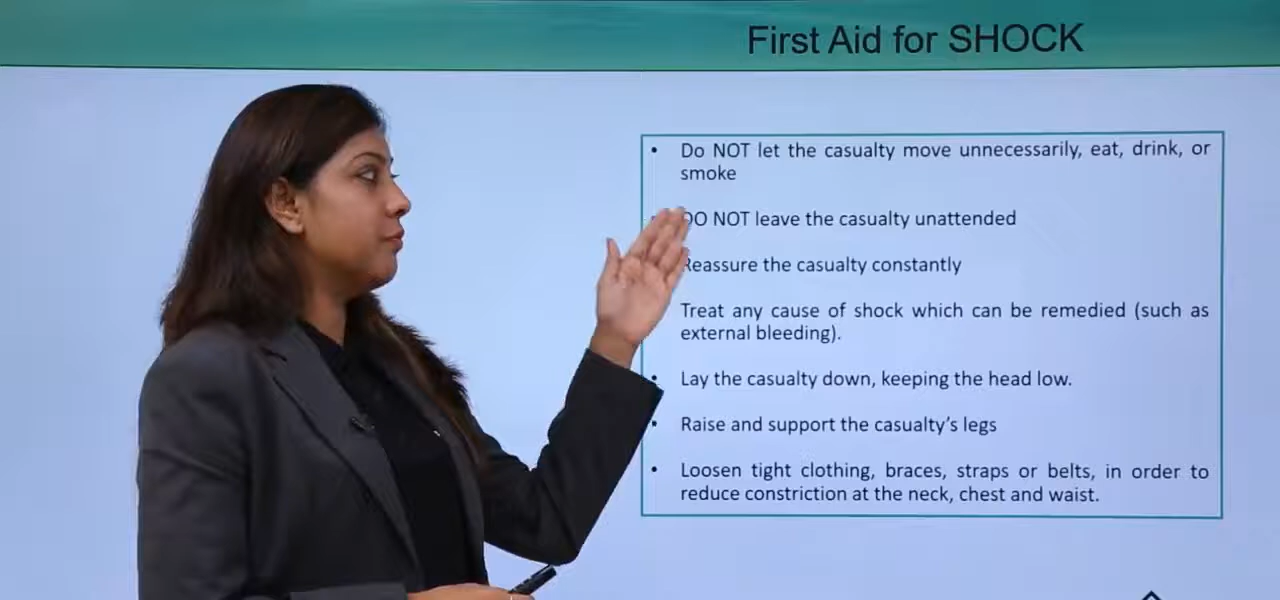 First Aid for SHOCK
• Do NOT let the casualty move unnecessarily, eat, drink, or
smoke
DO NOT leave the casualty unattended
Reassure the casualty constantly
Treat any cause of shock which can be remedied (such as
external bleeding).
• Lay the casualty down, keeping the head low.
• Raise and support the casualty’s legs
• Loosen tight clothing, braces, straps or belts, in order to
reduce constriction at the neck, chest and waist.